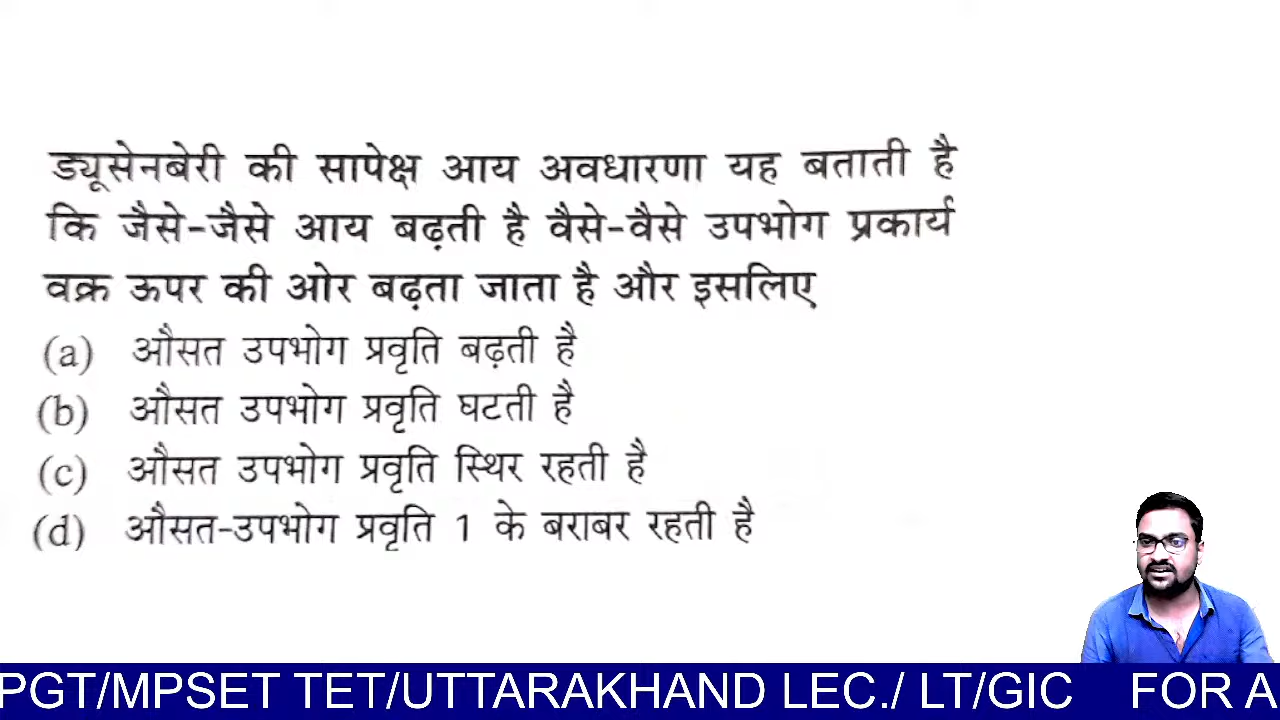 ड्यूसेनबेरी की सापेक्ष आय अवधारणा यह बताती है
कि जैसे-जैसे आय बढ़ती है वैसे-वैसे उपभोग प्रकार्य
वक्र ऊपर की ओर बढ़ता जाता है और इसलिए
(a) औसत उपभोग प्रवृति बढ़ती है
(b) औसत उपभोग प्रवृति घटती है
(c) औसत उपभोग प्रवृति स्थिर रहती है
(d) औसत-उपभोग प्रवृति 1 के बराबर रहती है
PGT/MPSET TET/UTTARAKHAND LEC./ LT/GIC FOR A